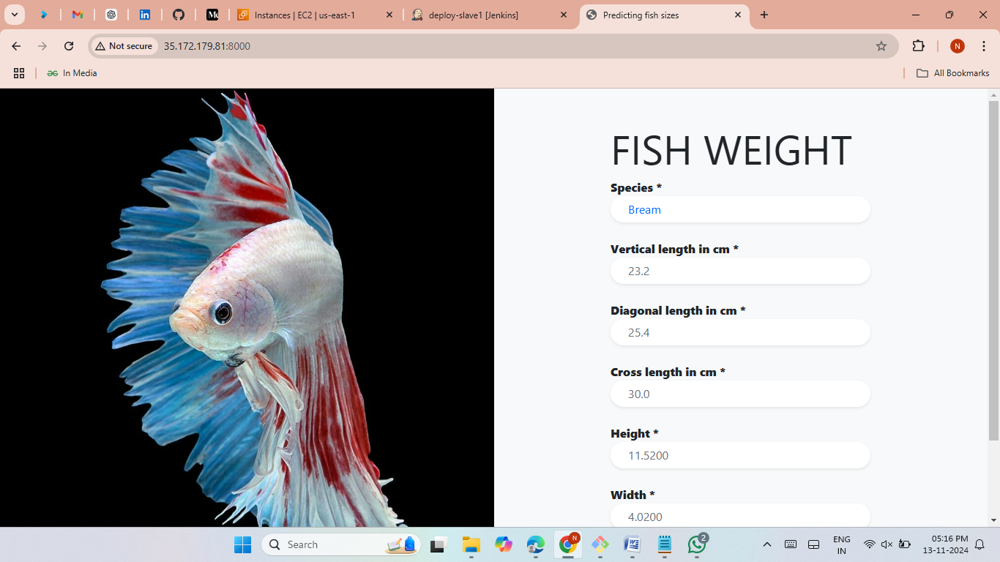 Instances | EC2 | us-east-1
deploy-slave1 [Jenkins]
Predicting fish sizes
Not secure
35.172.179.81:8000
N
In Media
All Bookmarks
FISH WEIGHT
Species *
Bream
Vertical length in cm *
23.2
Diagonal length in cm *
25.4
Cross length in cm *
30.0
Height *
11.5200
Width *
4.0200
Search
N
2
ENG
IN
05:16 PM
13-11-2024